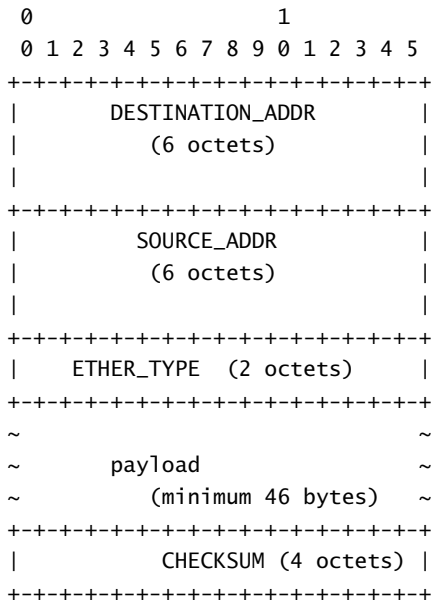 0                   1
 0 1 2 3 4 5 6 7 8 9 0 1 2 3 4 5
+-+-+-+-+-+-+-+-+-+-+-+-+-+-+-+-+
|        DESTINATION_ADDR        |
|           (6 octets)           |
|                                |
+-+-+-+-+-+-+-+-+-+-+-+-+-+-+-+-+
|          SOURCE_ADDR           |
|           (6 octets)           |
|                                |
+-+-+-+-+-+-+-+-+-+-+-+-+-+-+-+-+
|     ETHER_TYPE  (2 octets)     |
+-+-+-+-+-+-+-+-+-+-+-+-+-+-+-+-+
~                                ~
~        payload                 ~
~           (minimum 46 bytes)   ~
+-+-+-+-+-+-+-+-+-+-+-+-+-+-+-+-+
|            CHECKSUM (4 octets) |
+-+-+-+-+-+-+-+-+-+-+-+-+-+-+-+-+